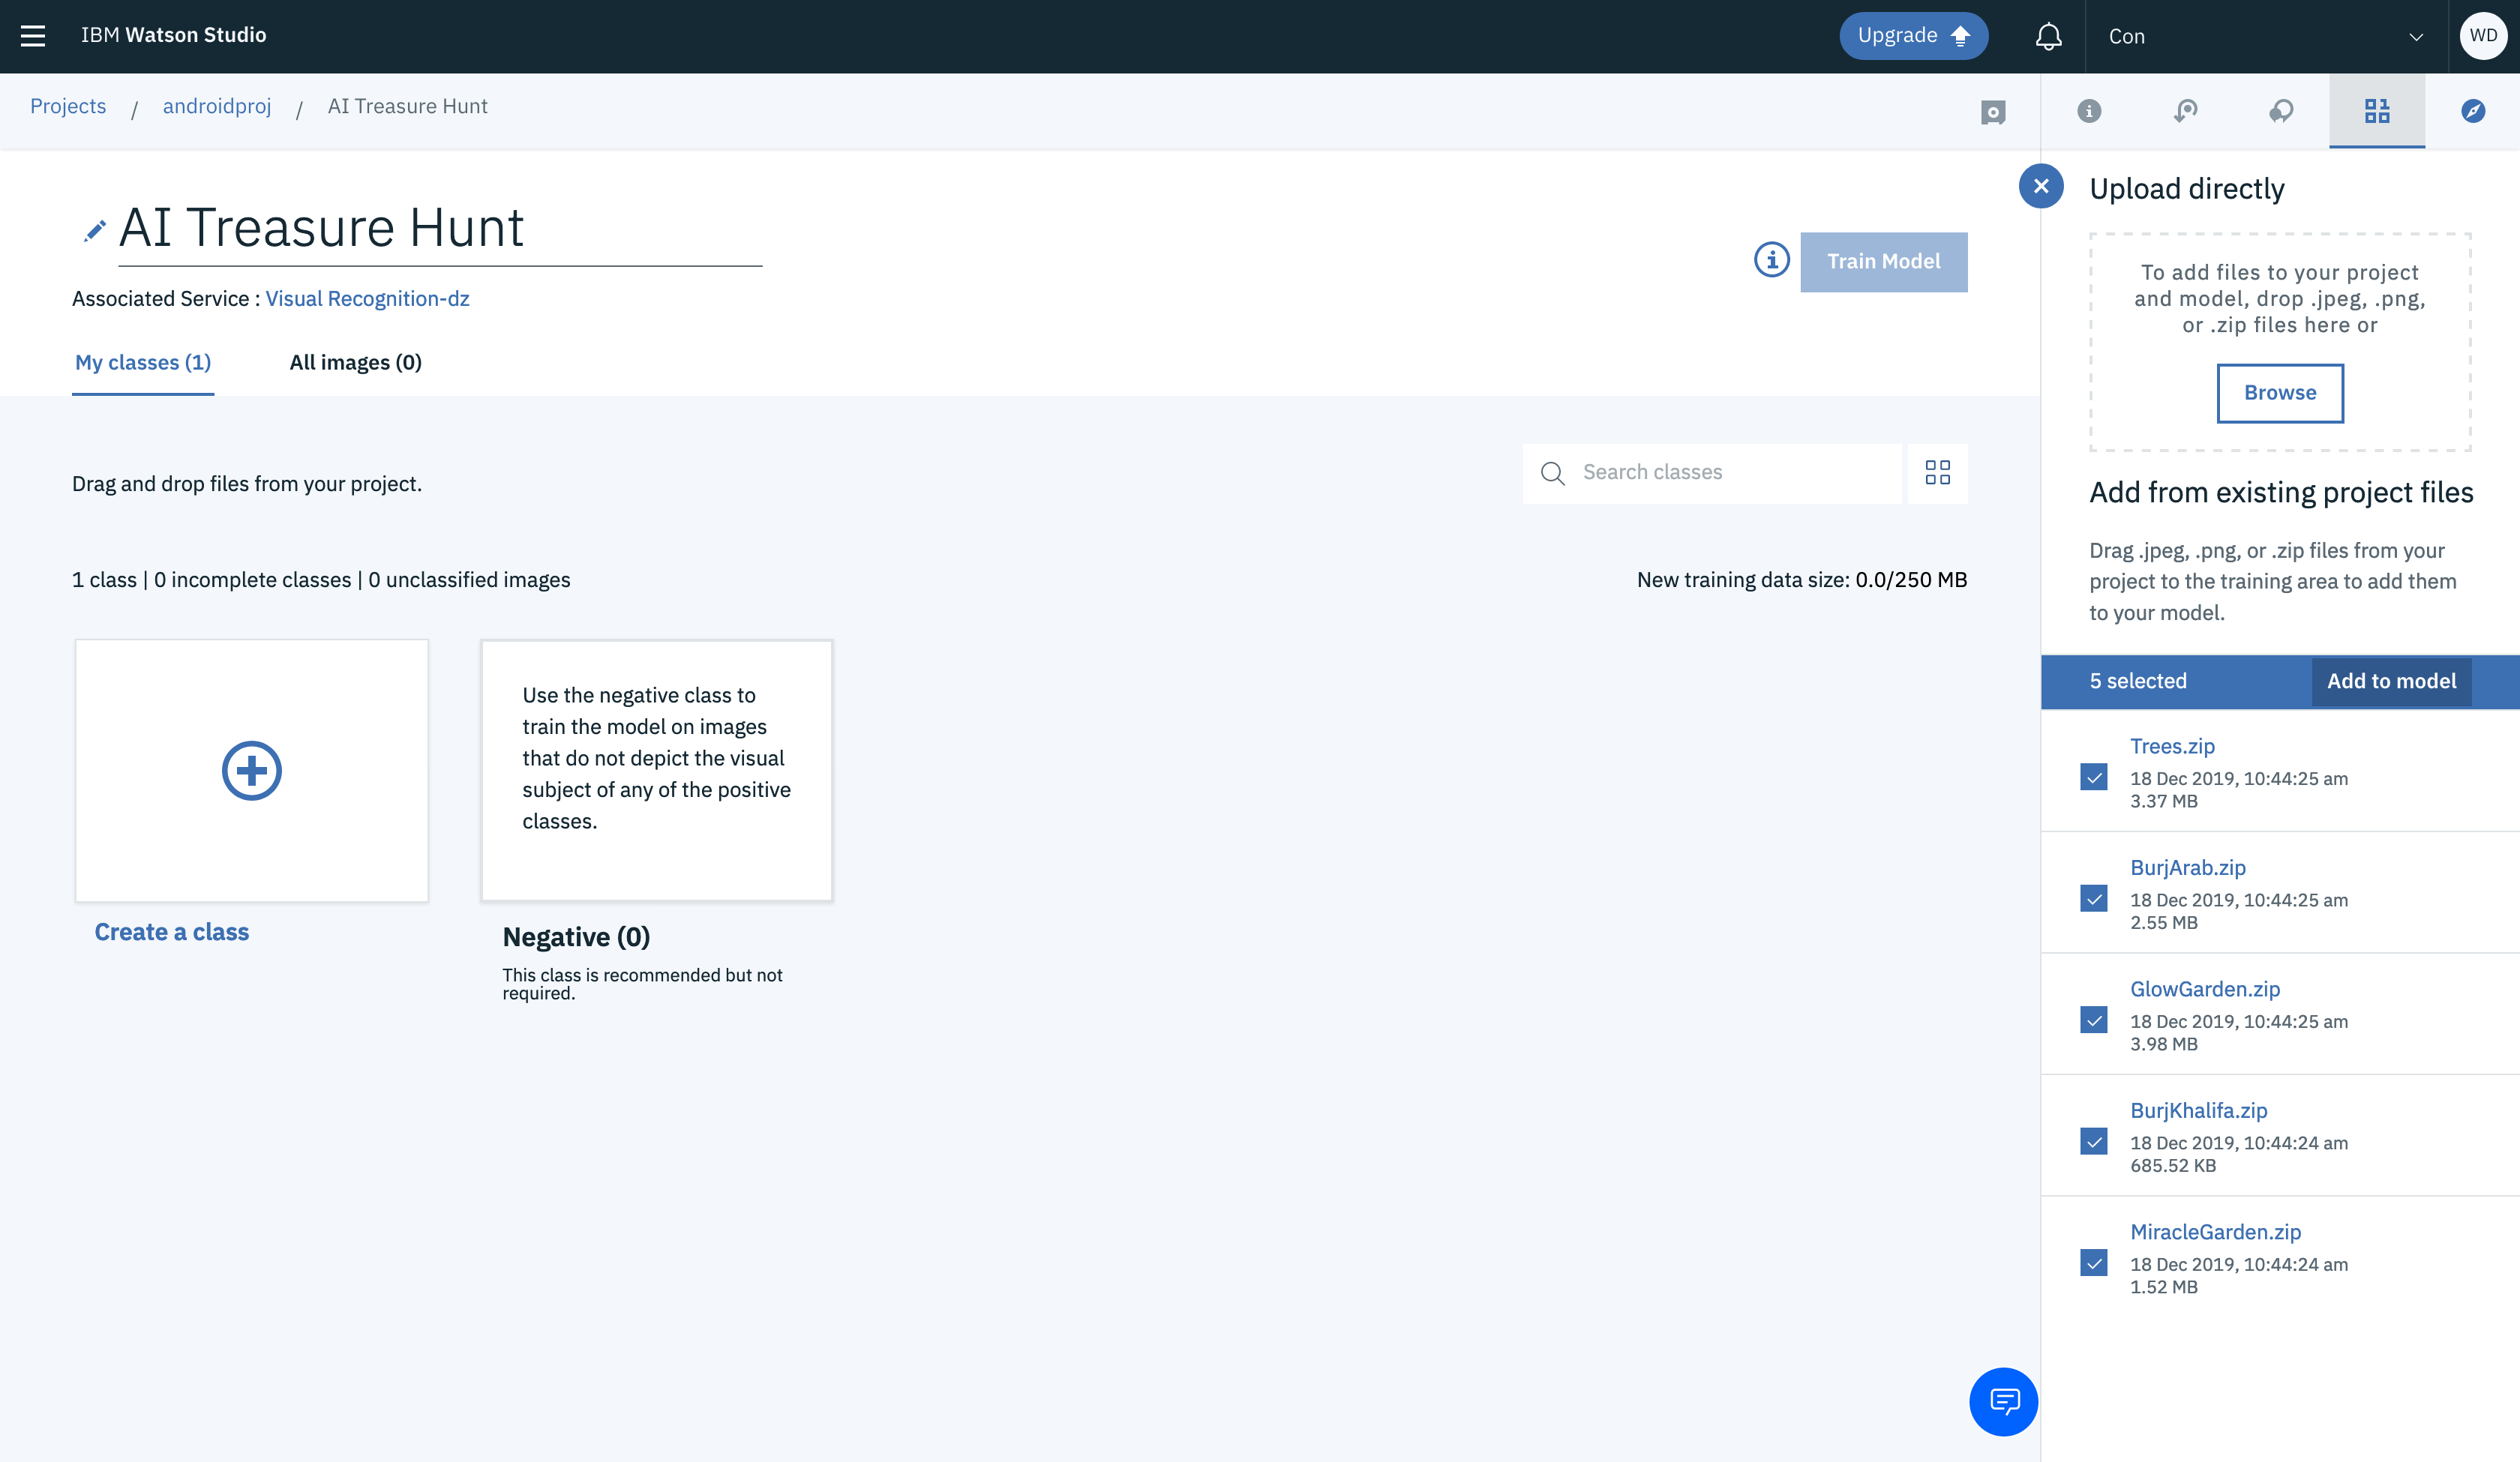 IBM Watson Studio
Upgrade
Con
WD
Projects / androidproj / AI Treasure Hunt
AI Treasure Hunt
Train Model
Associated Service : Visual Recognition-dz
My classes (1)
All images (0)
Drag and drop files from your project.
Search classes
1 class | 0 incomplete classes | 0 unclassified images
New training data size: 0.0/250 MB
Create a class
Use the negative class to
train the model on images
that do not depict the visual
subject of any of the positive
classes.
Negative (0)
This class is recommended but not
required.
Upload directly
To add files to your project
and model, drop .jpeg, .png,
or .zip files here or
Browse
Add from existing project files
Drag .jpeg, .png, or .zip files from your
project to the training area to add them
to your model.
5 selected
Add to model
Trees.zip
18 Dec 2019, 10:44:25 am
3.37 MB
BurjArab.zip
18 Dec 2019, 10:44:25 am
2.55 MB
GlowGarden.zip
18 Dec 2019, 10:44:25 am
3.98 MB
BurjKhalifa.zip
18 Dec 2019, 10:44:24 am
685.52 KB
MiracleGarden.zip
18 Dec 2019, 10:44:24 am
1.52 MB